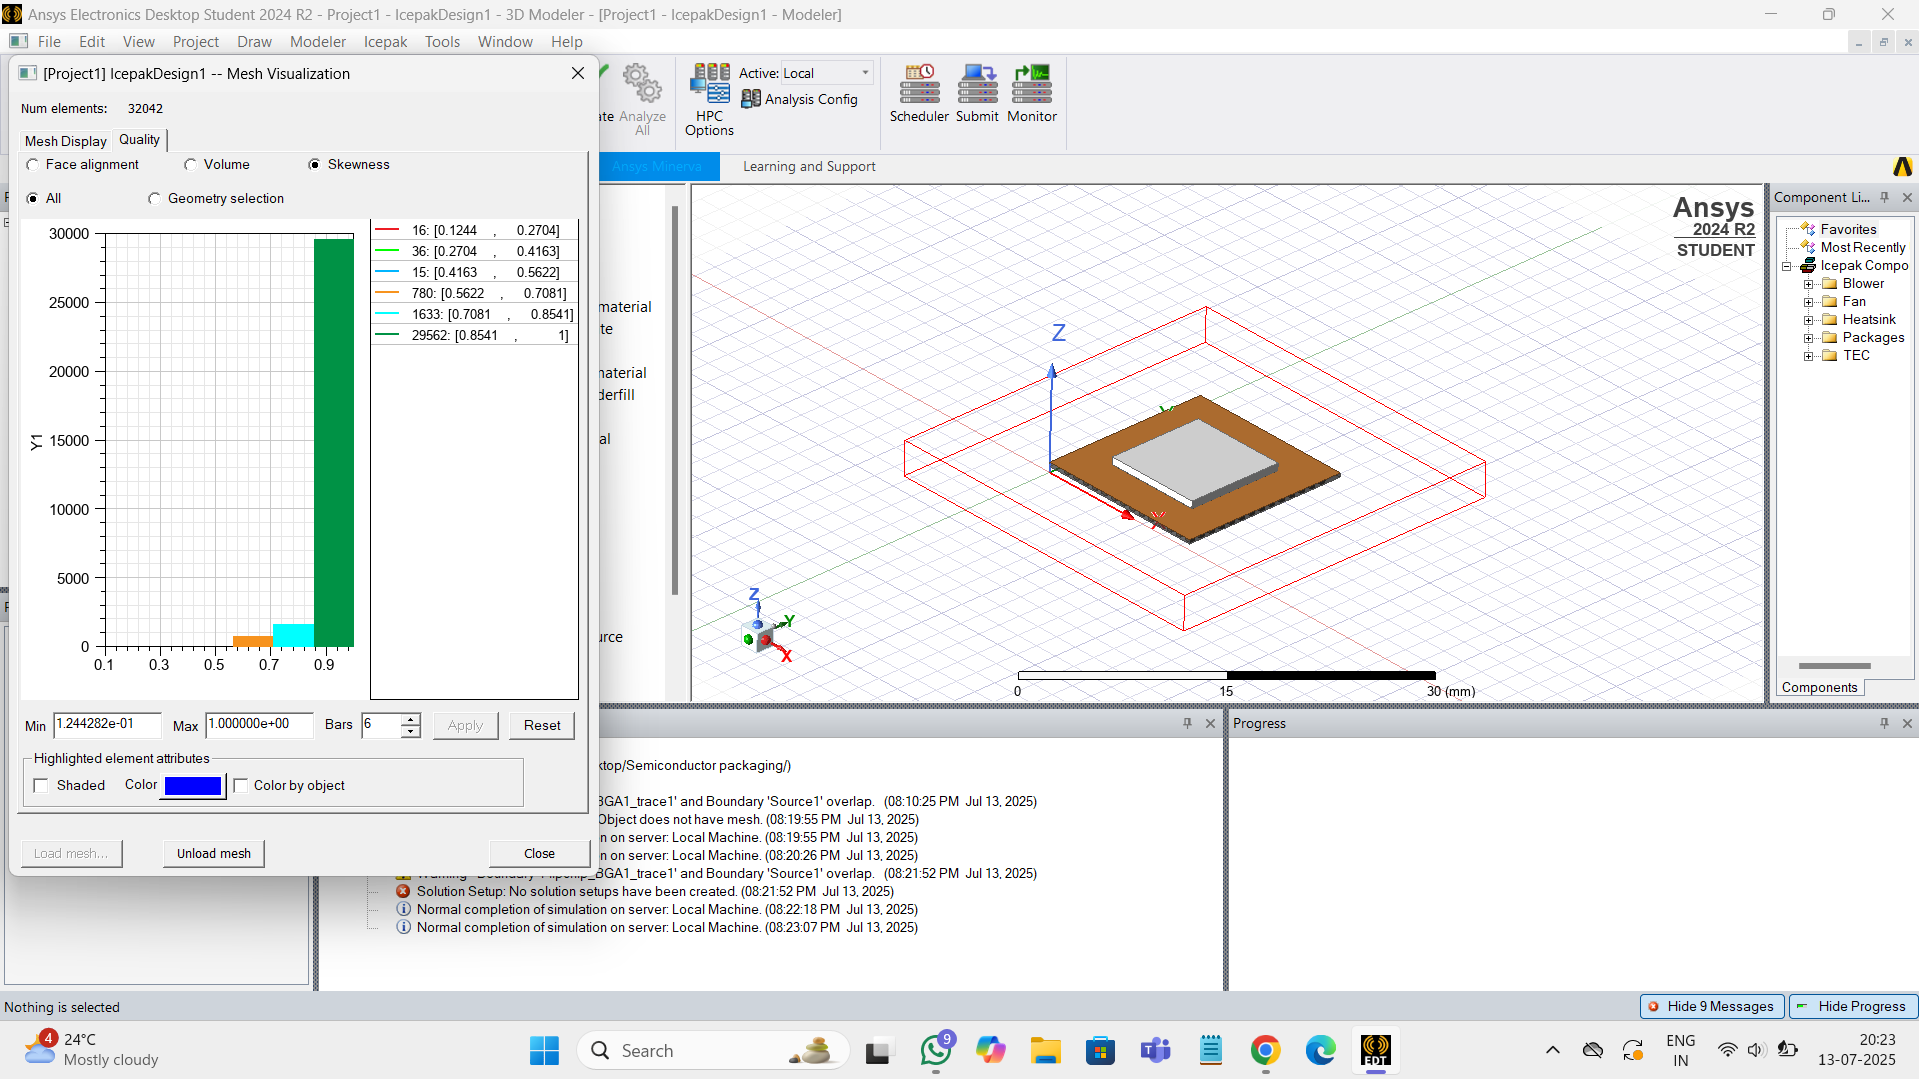 Ansys Electronics Desktop Student 2024 R2 - Project1 - IcepakDesign1 - 3D Modeler - [Project1 - IcepakDesign1 - Modeler]
File Edit View Project Draw Modeler Icepak Tools Window Help
[Project1] IcepakDesign1 -- Mesh Visualization
Num elements: 32042
Mesh Display Quality
Face alignment Volume Skewness
All Geometry selection
30000
25000
20000
15000
10000
5000
0
Y1
0.1 0.3 0.5 0.7 0.9
16: [0.1244 , 0.2704]
36: [0.2704 , 0.4163]
15: [0.4163 , 0.5622]
780: [0.5622 , 0.7081]
1633: [0.7081 , 0.8541]
29562: [0.8541 , 1]
Min 1.244282e-01 Max 1.000000e+00 Bars 6 Apply Reset
Highlighted element attributes
Shaded Color Color by object
Load mesh... Unload mesh Close
ate Analyze All
HPC Options
Active: Local
Analysis Config
Scheduler Submit Monitor
Ansys Minerva Learning and Support
material
te
naterial
derfill
al
urce
Ansys
2024 R2
STUDENT
Z
Y
X
Z
Y
X
0 15 30 (mm)
Component Li...
Favorites
Most Recently
Icepak Compo
Blower
Fan
Heatsink
Packages
TEC
Components
Progress
ktop/Semiconductor packaging/)
BGA1_trace1' and Boundary 'Source1' overlap. (08:10:25 PM Jul 13, 2025)
Object does not have mesh. (08:19:55 PM Jul 13, 2025)
n on server: Local Machine. (08:19:55 PM Jul 13, 2025)
n on server: Local Machine. (08:20:26 PM Jul 13, 2025)
BGA1_trace1' and Boundary 'Source1' overlap. (08:21:52 PM Jul 13, 2025)
Solution Setup: No solution setups have been created. (08:21:52 PM Jul 13, 2025)
Normal completion of simulation on server: Local Machine. (08:22:18 PM Jul 13, 2025)
Normal completion of simulation on server: Local Machine. (08:23:07 PM Jul 13, 2025)
Nothing is selected
Hide 9 Messages Hide Progress
4
24°C
Mostly cloudy
Search
9
EDT
ENG
IN
20:23
13-07-2025